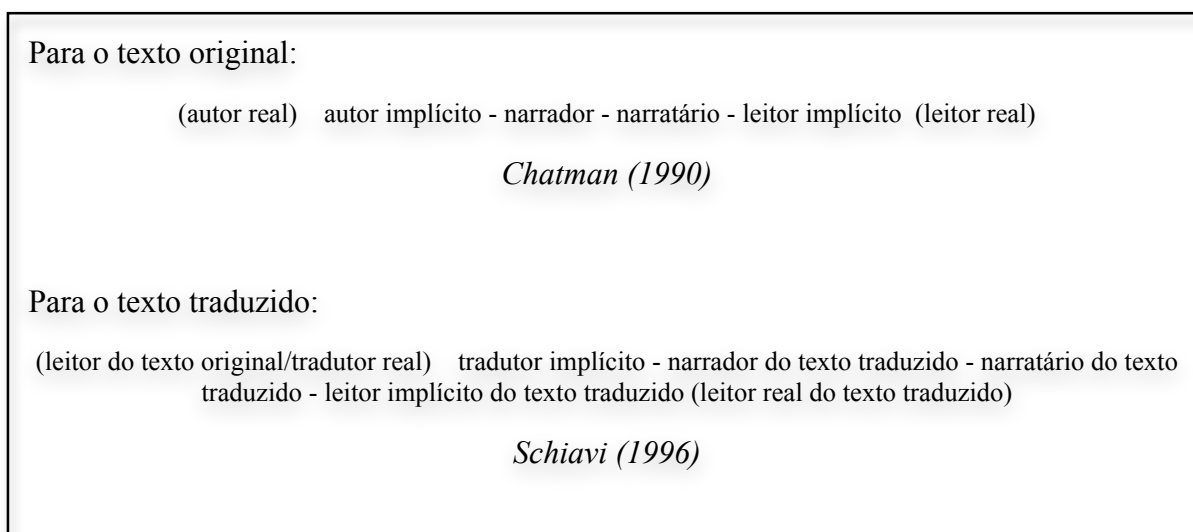 Para o texto original:
(autor real) autor implícito - narrador - narratário - leitor implícito (leitor real)
Chatman (1990)
Para o texto traduzido:
(leitor do texto original/tradutor real) tradutor implícito - narrador do texto traduzido - narratário do texto
traduzido - leitor implícito do texto traduzido (leitor real do texto traduzido)
Schiavi (1996)